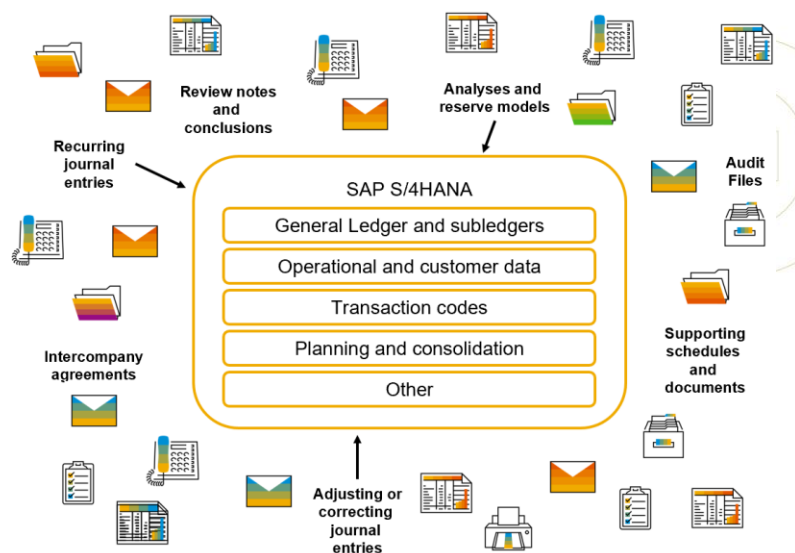 Review notes
and
conclusions
Analyses and
reserve models
Recurring
journal
entries
Audit
Files
SAP S/4HANA
General Ledger and subledgers
Operational and customer data
Transaction codes
Planning and consolidation
Other
Intercompany
agreements
Supporting
schedules
and
documents
Adjusting or
correcting
journal
entries